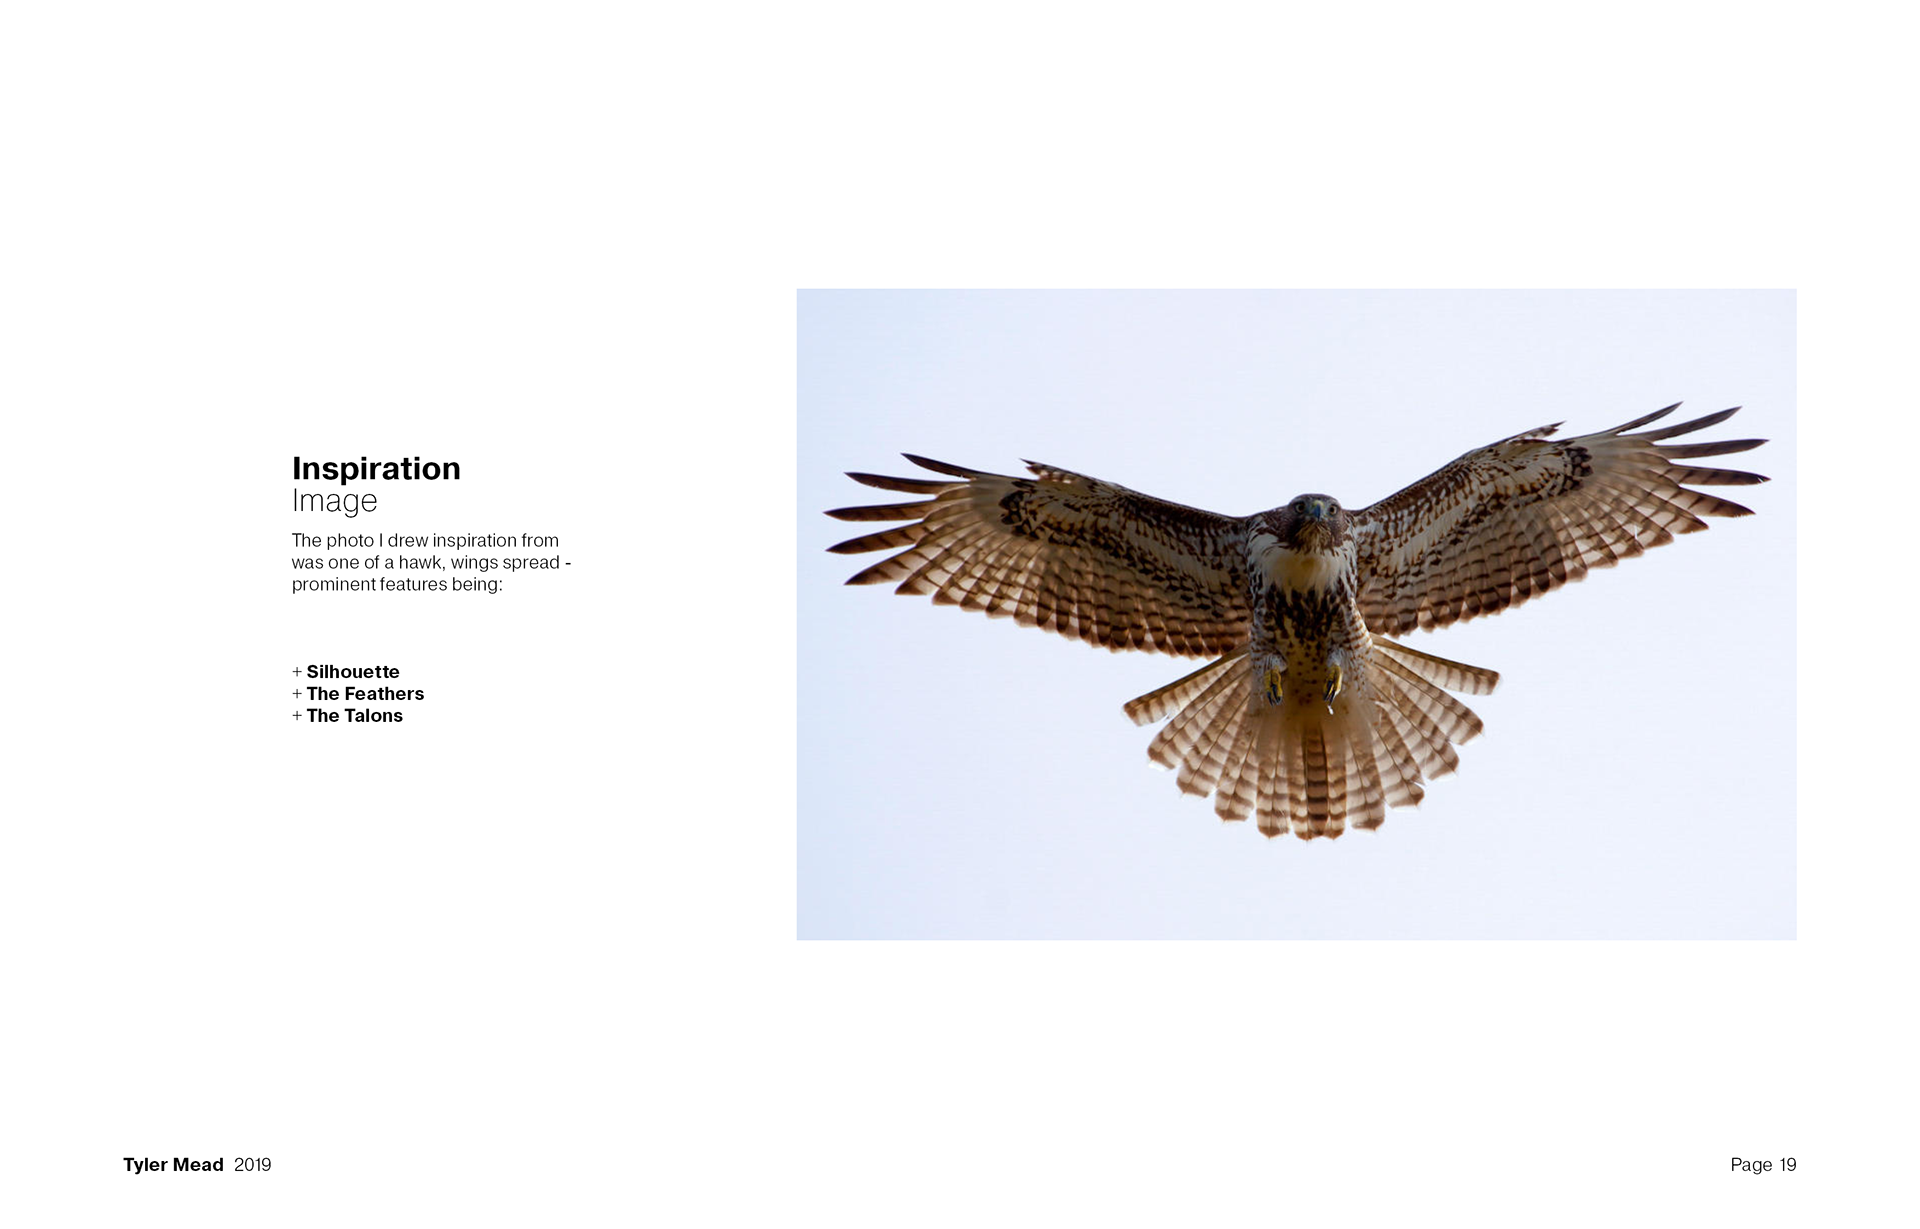 Inspiration
Image
The photo I drew inspiration from
was one of a hawk, wings spread -
prominent features being:
+ Silhouette
+ The Feathers
+ The Talons
Tyler Mead 2019
Page 19